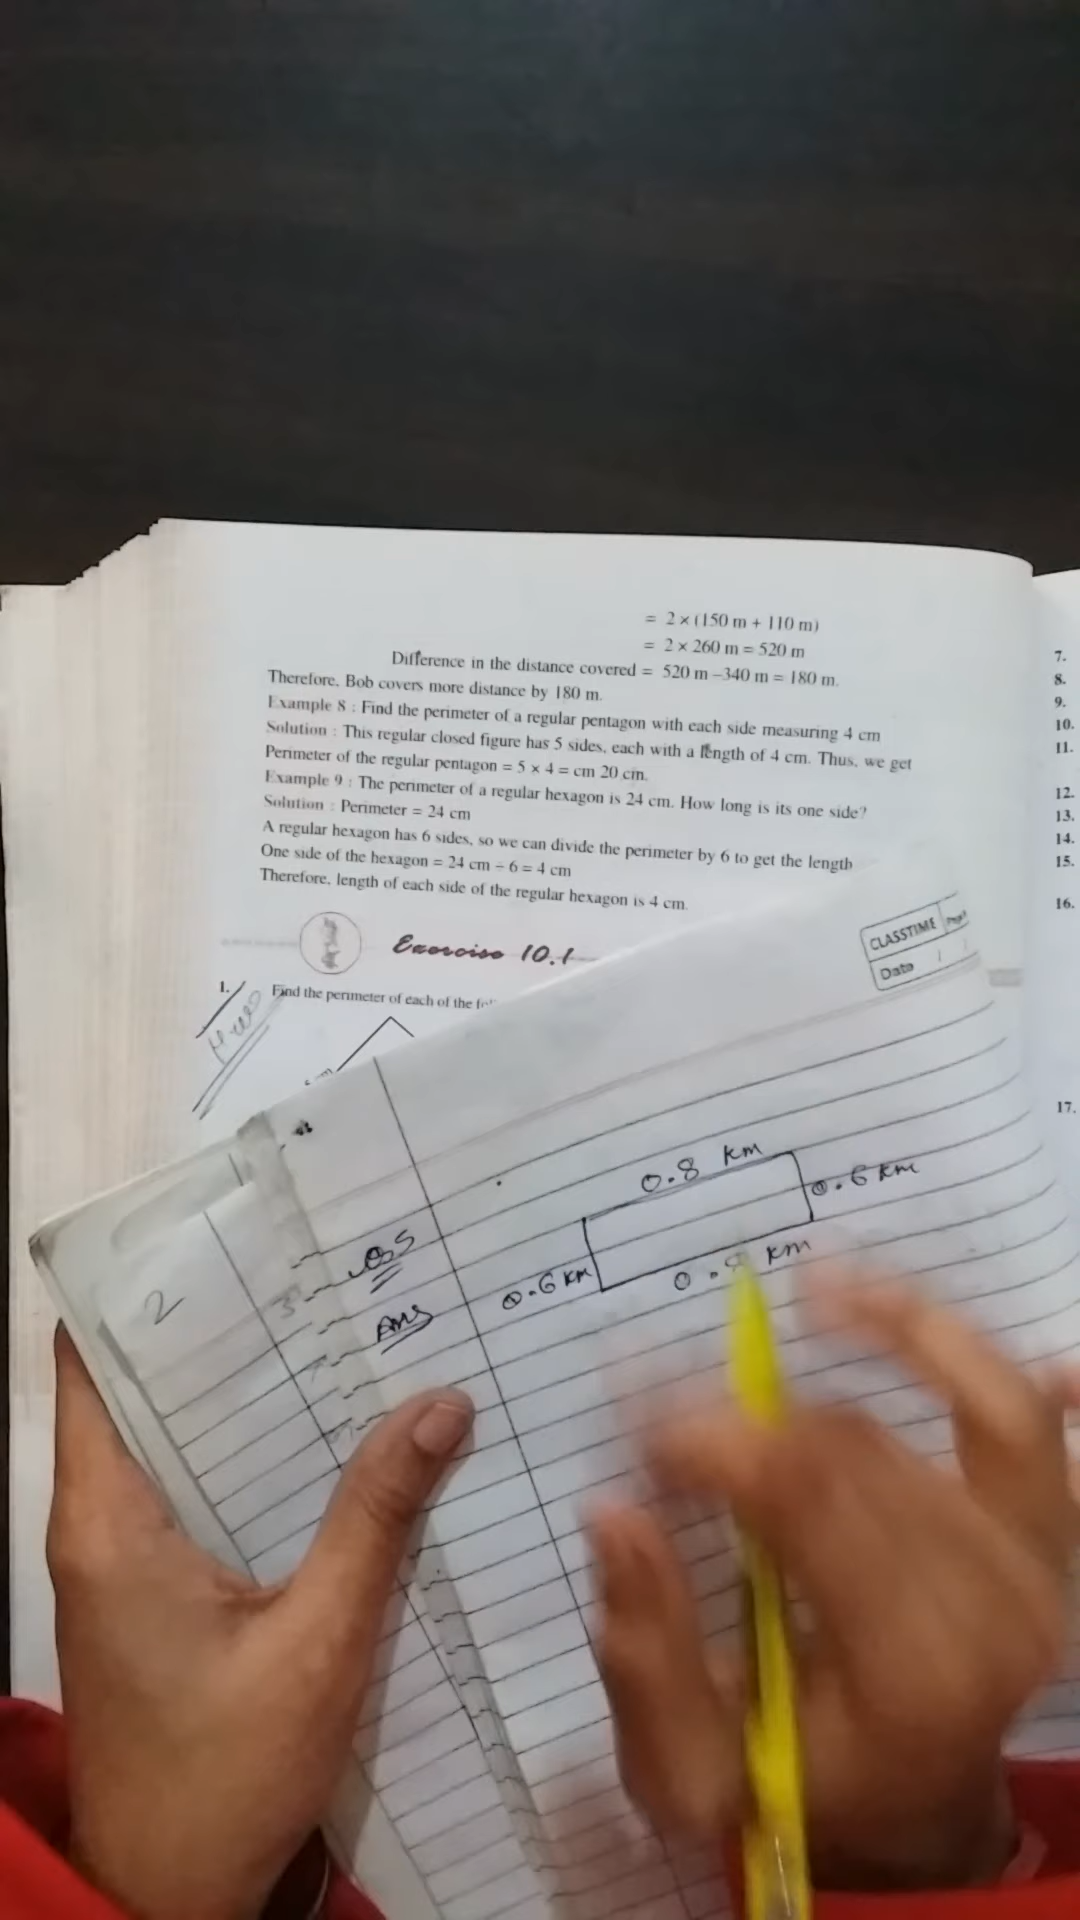 = 2 × (150 m + 110 m)
= 2 × 260 m = 520 m
Difference in the distance covered = 520 m – 340 m = 180 m.
Therefore, Bob covers more distance by 180 m.
Example 8 : Find the perimeter of a regular pentagon with each side measuring 4 cm
Solution : This regular closed figure has 5 sides, each with a length of 4 cm. Thus, we get
Perimeter of the regular pentagon = 5 × 4 = cm 20 cm.
Example 9 : The perimeter of a regular hexagon is 24 cm. How long is its one side?
Solution : Perimeter = 24 cm
A regular hexagon has 6 sides, so we can divide the perimeter by 6 to get the length
One side of the hexagon = 24 cm ÷ 6 = 4 cm
Therefore, length of each side of the regular hexagon is 4 cm.
Exercise 10.1
1. Find the perimeter of each of the
7.
8.
9.
10.
11.
12.
13.
14.
15.
16.
17.
CLASSTIME
Date
0.8 km
0.6 km
0.6 km
0. km
Q5
Ans
2